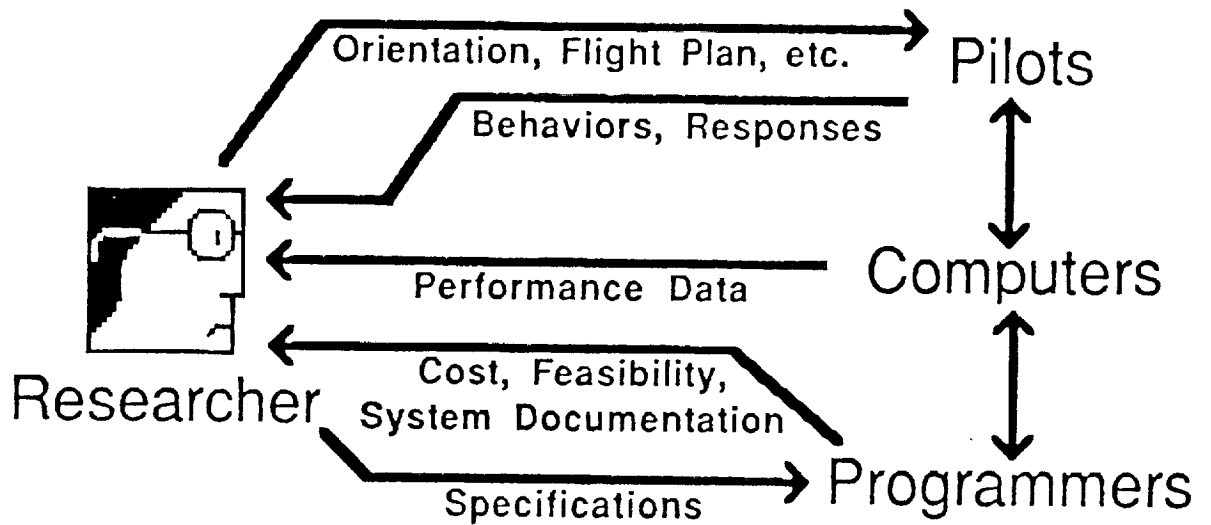 Orientation, Flight Plan, etc.
Pilots
Behaviors, Responses
Computers
Performance Data
Cost, Feasibility,
System Documentation
Researcher
Programmers
Specifications